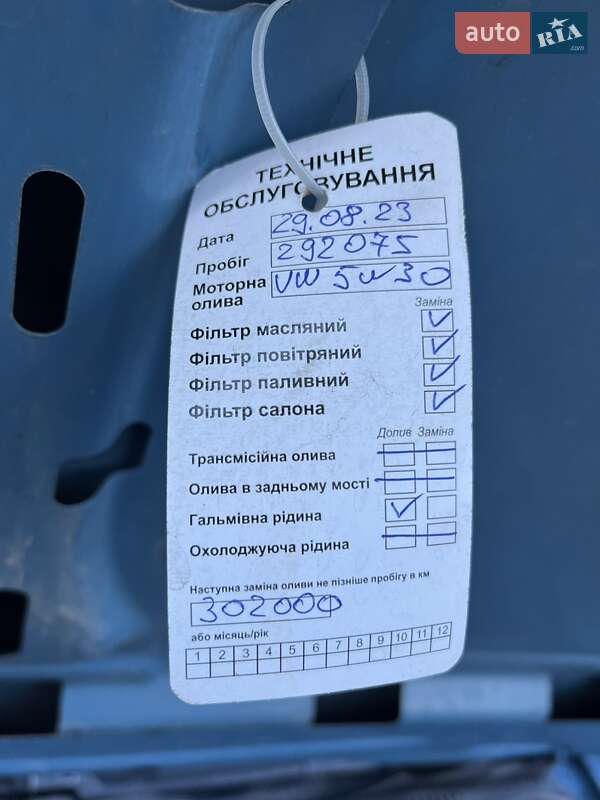 auto RIA .com
ТЕХНІЧНЕ
ОБСЛУГОВУВАННЯ
Дата 29.08.23
Пробіг 292075
Моторна олива VW 5w30
Заміна
Фільтр масляний ✓
Фільтр повітряний ✓
Фільтр паливний ✓
Фільтр салона ✓
Долив Заміна
Трансмісійна олива
Олива в задньому мості
Гальмівна рідина ✓
Охолоджуюча рідина
Наступна заміна оливи не пізніше пробігу в км
302000
або місяць/рік
1 2 3 4 5 6 7 8 9 10 11 12